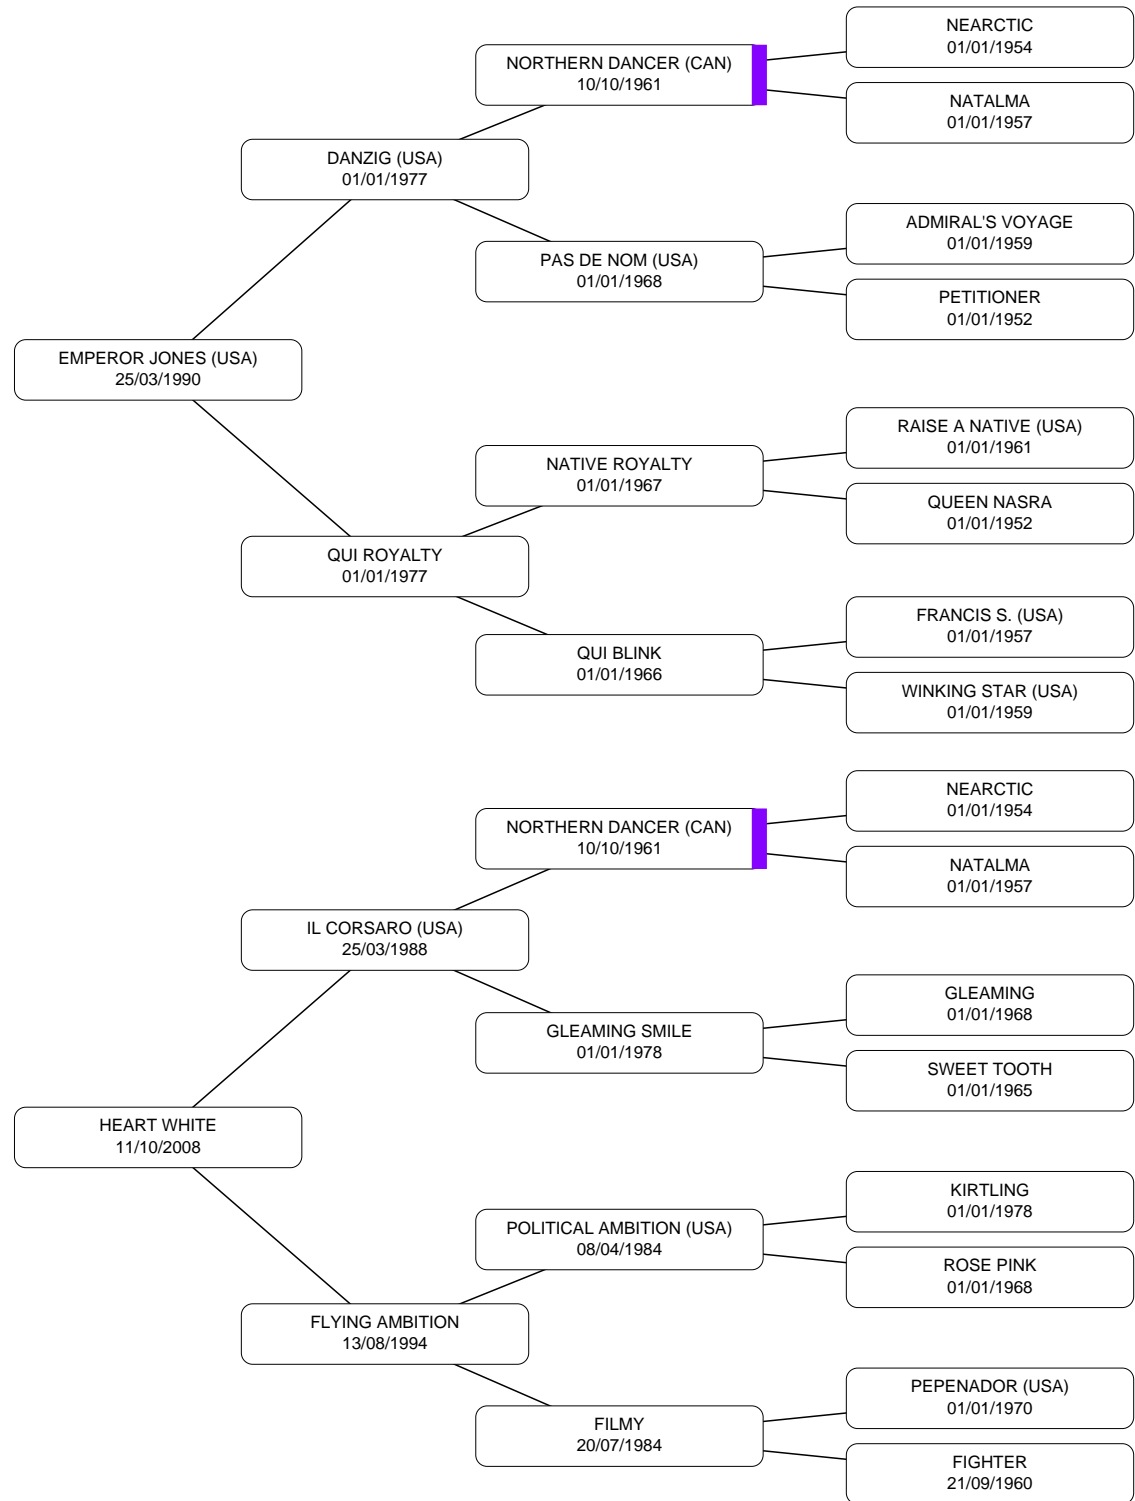 NEARCTIC
01/01/1954
NORTHERN DANCER (CAN)
10/10/1961
NATALMA
01/01/1957
DANZIG (USA)
01/01/1977
ADMIRAL'S VOYAGE
01/01/1959
PAS DE NOM (USA)
01/01/1968
PETITIONER
01/01/1952
EMPEROR JONES (USA)
25/03/1990
RAISE A NATIVE (USA)
01/01/1961
NATIVE ROYALTY
01/01/1967
QUEEN NASRA
01/01/1952
QUI ROYALTY
01/01/1977
FRANCIS S. (USA)
01/01/1957
QUI BLINK
01/01/1966
WINKING STAR (USA)
01/01/1959
NEARCTIC
01/01/1954
NORTHERN DANCER (CAN)
10/10/1961
NATALMA
01/01/1957
IL CORSARO (USA)
25/03/1988
GLEAMING
01/01/1968
GLEAMING SMILE
01/01/1978
SWEET TOOTH
01/01/1965
HEART WHITE
11/10/2008
KIRTLING
01/01/1978
POLITICAL AMBITION (USA)
08/04/1984
ROSE PINK
01/01/1968
FLYING AMBITION
13/08/1994
PEPENADOR (USA)
01/01/1970
FILMY
20/07/1984
FIGHTER
21/09/1960